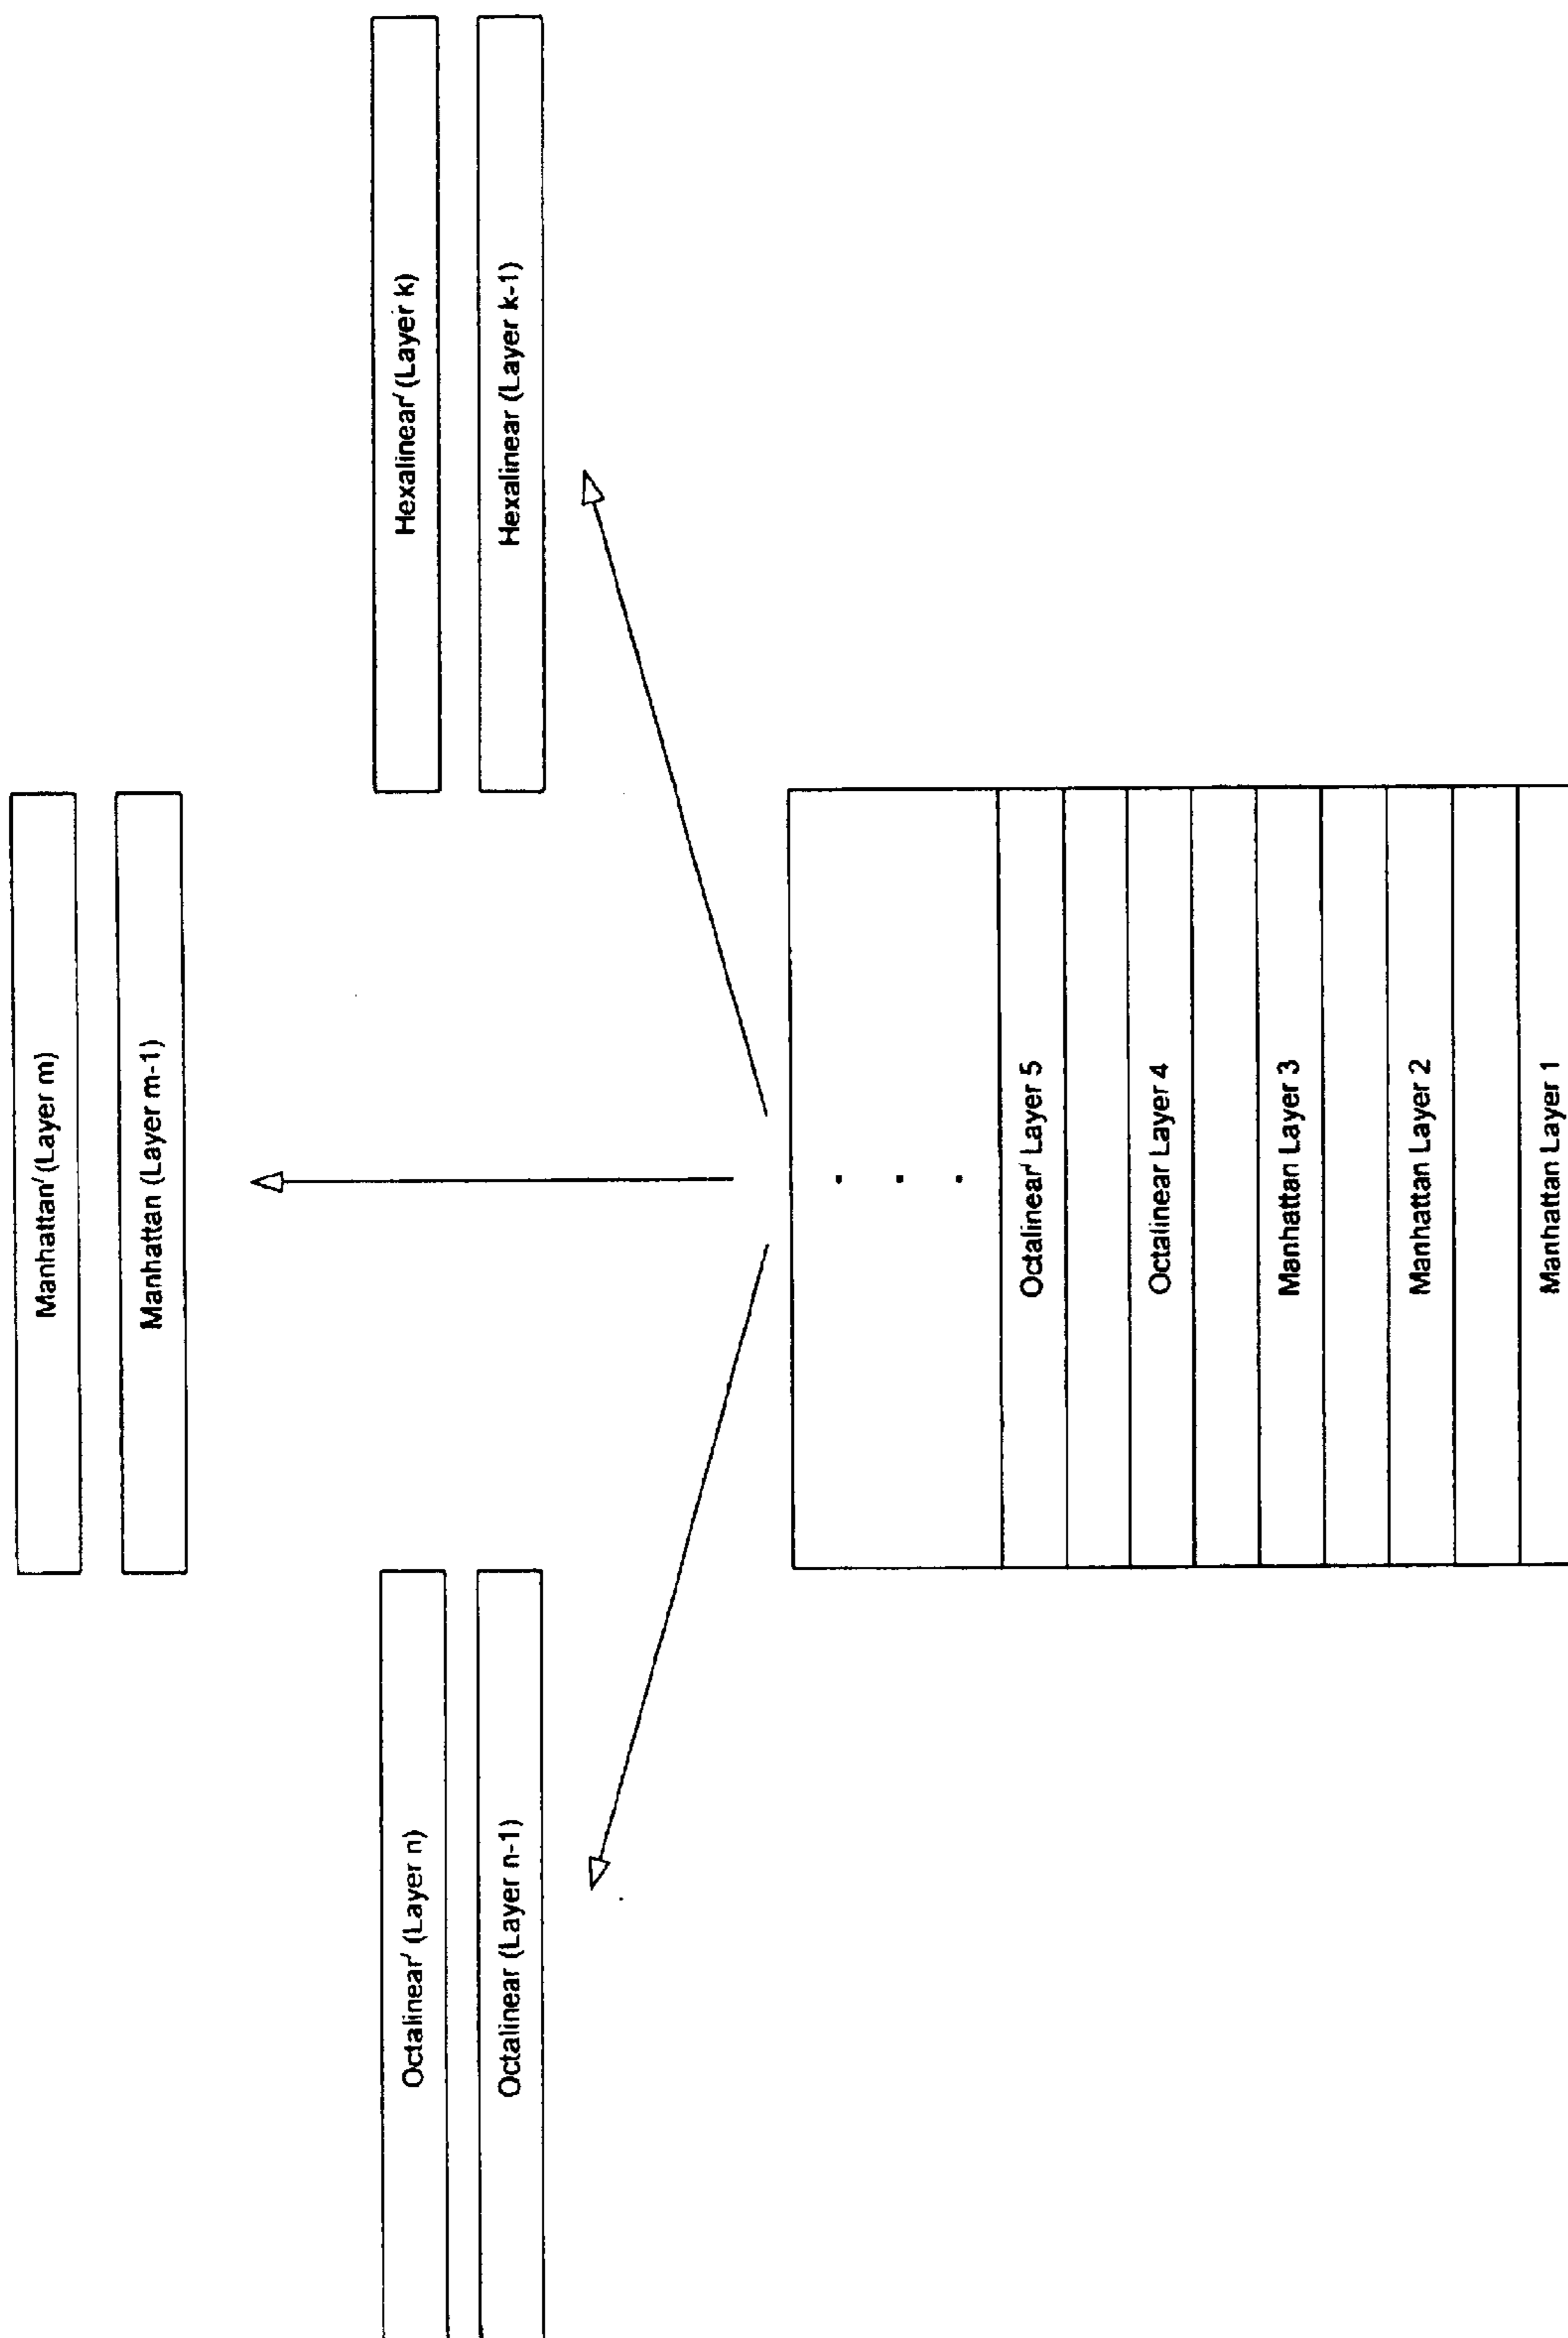 Manhattan′ (Layer m)
Manhattan (Layer m-1)
Octalinear′ (Layer n)
Octalinear (Layer n-1)
Hexalinear′ (Layer k)
Hexalinear (Layer k-1)
Octalinear′ Layer 5
Octalinear Layer 4
Manhattan Layer 3
Manhattan Layer 2
Manhattan Layer 1